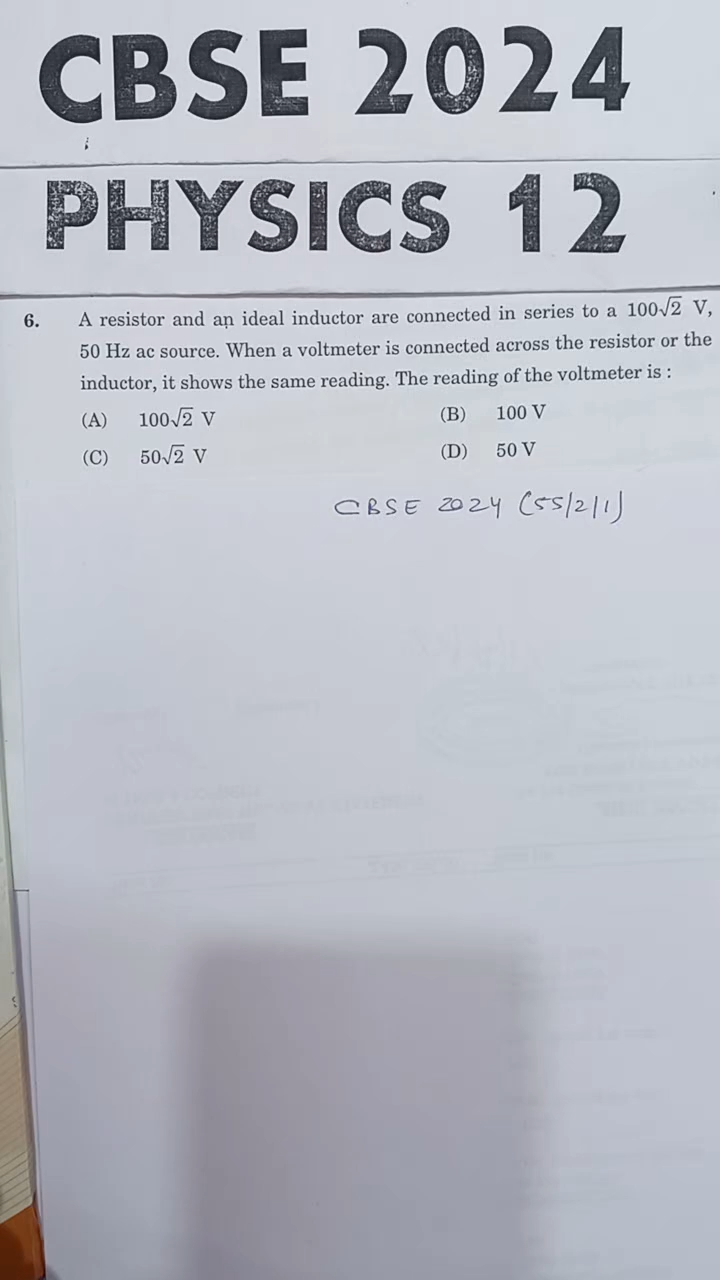 CBSE 2024
PHYSICS 12
6. A resistor and an ideal inductor are connected in series to a 100√2 V,
50 Hz ac source. When a voltmeter is connected across the resistor or the
inductor, it shows the same reading. The reading of the voltmeter is :
(A) 100√2 V (B) 100 V
(C) 50√2 V (D) 50 V
CBSE 2024 (55/2/1)